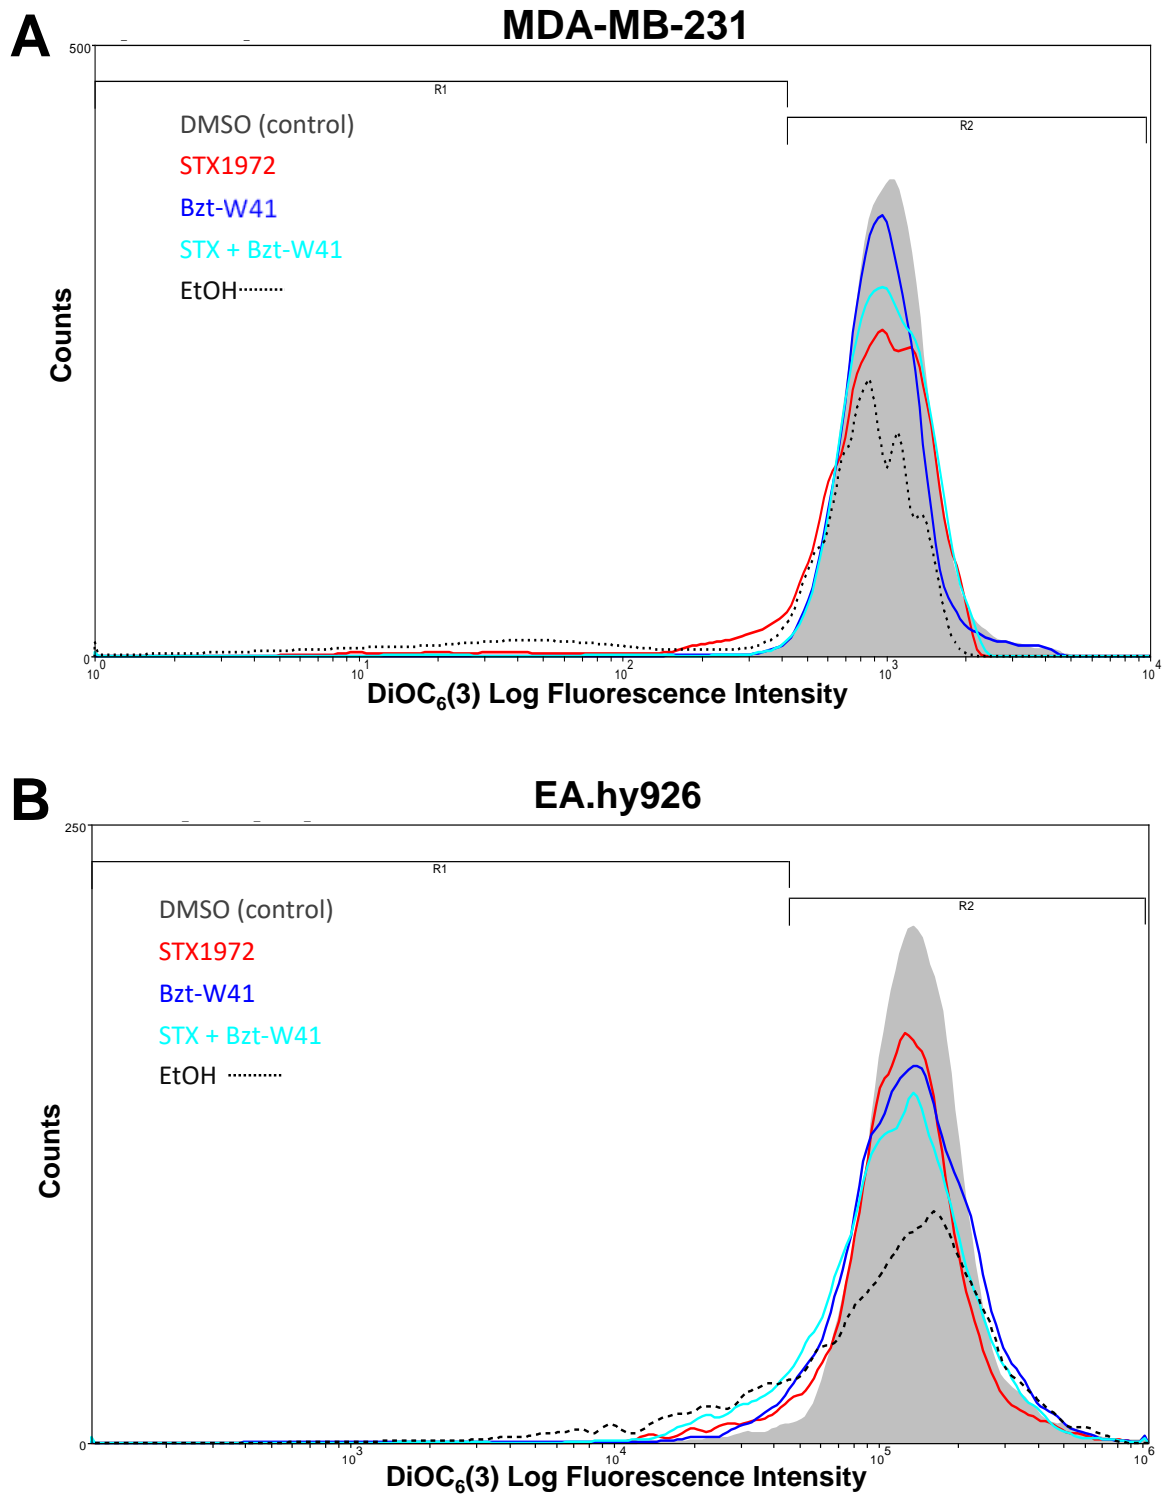 A
MDA-MB-231
500
R1
R2
DMSO (control)
STX1972
Bzt-W41
STX + Bzt-W41
EtOH
Counts
0
10^0 10^1 10^2 10^3 10^4
DiOC6(3) Log Fluorescence Intensity
B
EA.hy926
250
R1
R2
DMSO (control)
STX1972
Bzt-W41
STX + Bzt-W41
EtOH
Counts
0
10^3 10^4 10^5 10^6
DiOC6(3) Log Fluorescence Intensity